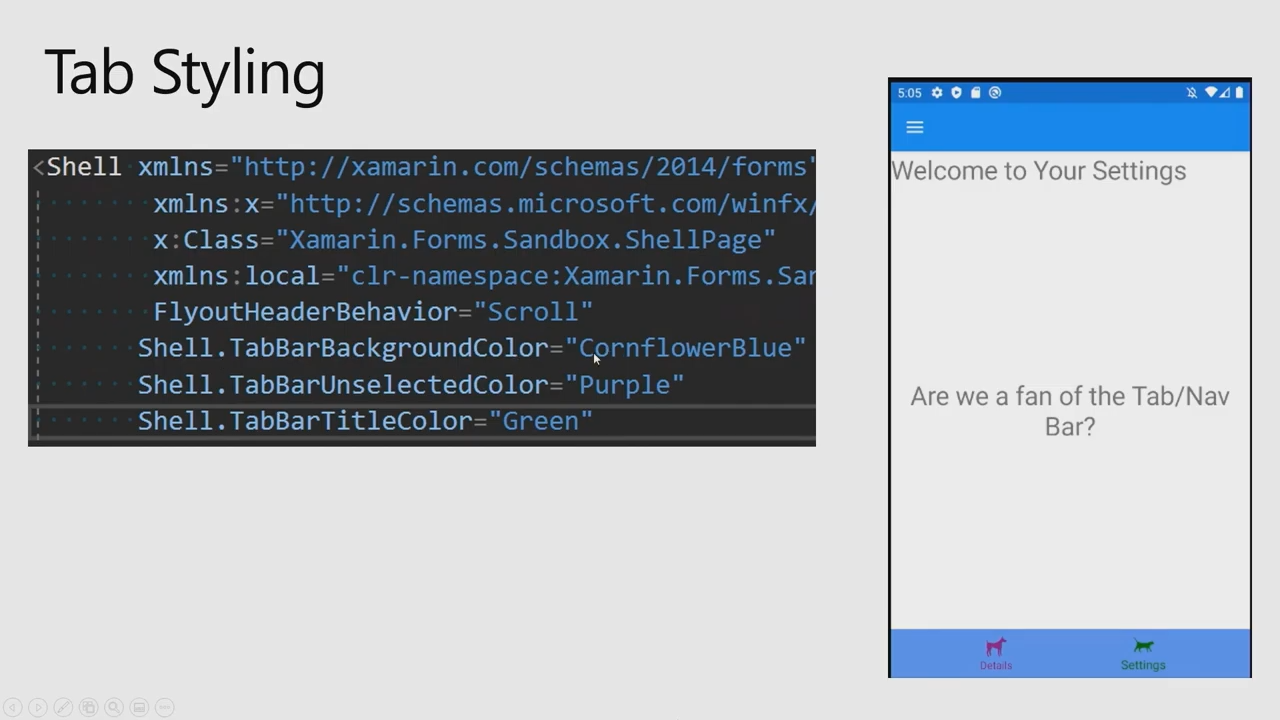 Tab Styling
<Shell xmlns="http://xamarin.com/schemas/2014/forms"
xmlns:x="http://schemas.microsoft.com/winfx/
x:Class="Xamarin.Forms.Sandbox.ShellPage"
xmlns:local="clr-namespace:Xamarin.Forms.San
FlyoutHeaderBehavior="Scroll"
Shell.TabBarBackgroundColor="CornflowerBlue"
Shell.TabBarUnselectedColor="Purple"
Shell.TabBarTitleColor="Green"
5:05
Welcome to Your Settings
Are we a fan of the Tab/Nav
Bar?
Details
Settings